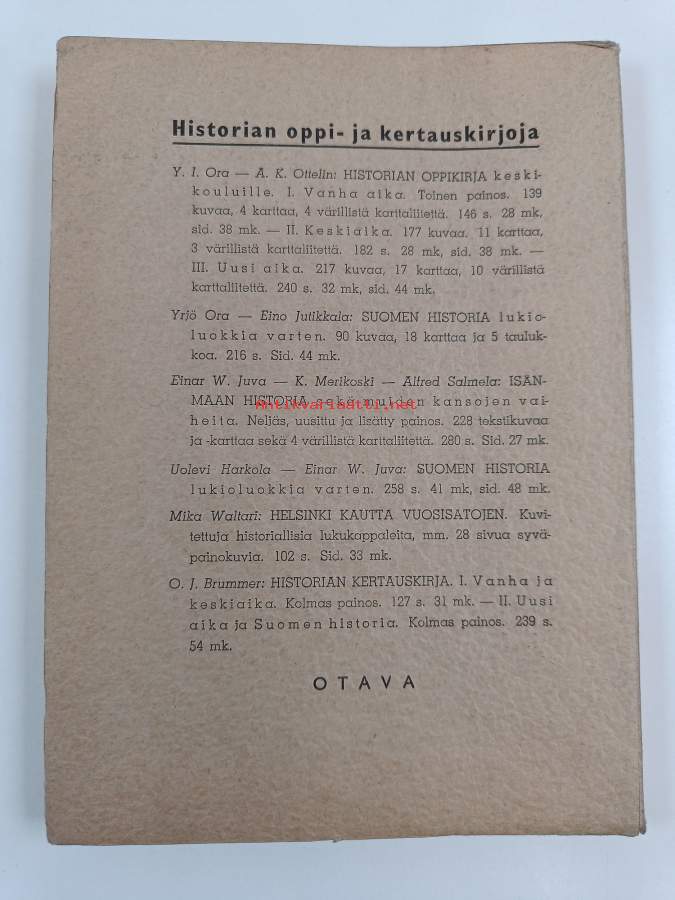 Historian oppi- ja kertauskirjoja
Y. I. Ora — A. K. Ottelin: HISTORIAN OPPIKIRJA keski-
kouluille. I. Vanha aika. Toinen painos. 139
kuvaa, 4 karttaa, 4 värillistä karttaliitettä. 146 s. 28 mk,
sid. 38 mk. — II. Keskiaika. 177 kuvaa. 11 karttaa,
3 värillistä karttaliitettä. 182 s. 28 mk, sid. 38 mk. —
III. Uusi aika. 217 kuvaa, 17 karttaa, 10 värillistä
karttaliitettä. 240 s. 32 mk, sid. 44 mk.
Yrjö Ora — Eino Jutikkala: SUOMEN HISTORIA lukio-
luokkia varten. 90 kuvaa, 18 karttaa ja 5 tauluk-
koa. 216 s. Sid. 44 mk.
Einar W. Juva — K. Merikoski — Alfred Salmela: ISÄN-
MAAN HISTORIA sekä muiden kansojen vai-
heita. Neljäs, uusittu ja lisätty painos. 228 tekstikuvaa
ja -karttaa sekä 4 värillistä karttaliitettä. 280 s. Sid. 27 mk.
Antikvariaatti.net
Uolevi Harkola — Einar W. Juva: SUOMEN HISTORIA
lukioluokkia varten. 258 s. 41 mk, sid. 48 mk.
Mika Waltari: HELSINKI KAUTTA VUOSISATOJEN. Kuvi-
tettuja historiallisia lukukappaleita, mm. 28 sivua syvä-
painokuvia. 102 s. Sid. 33 mk.
O. J. Brummer: HISTORIAN KERTAUSKIRJA. I. Vanha ja
keskiaika. Kolmas painos. 127 s. 31 mk. — II. Uusi
aika ja Suomen historia. Kolmas painos. 239 s.
54 mk.
OTAVA